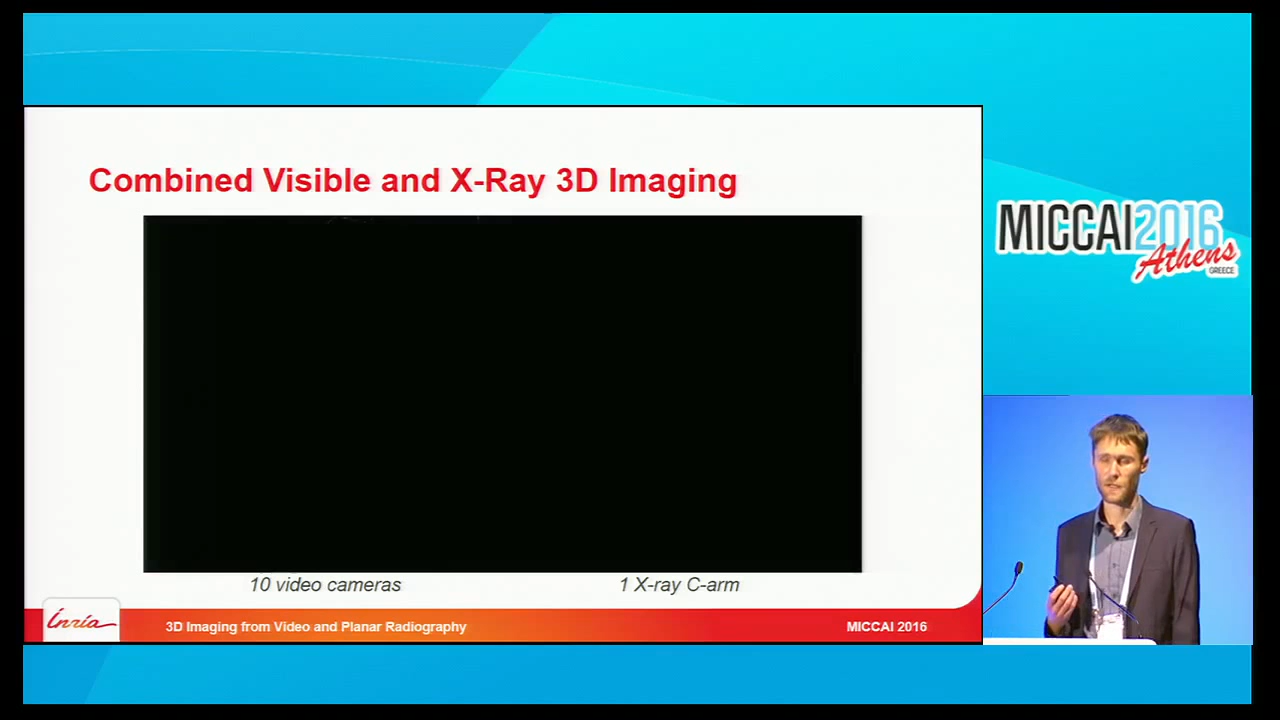 Combined Visible and X-Ray 3D Imaging
MICCAI2016
Athens
GREECE
10 video cameras
1 X-ray C-arm
Inria
3D Imaging from Video and Planar Radiography
MICCAI 2016